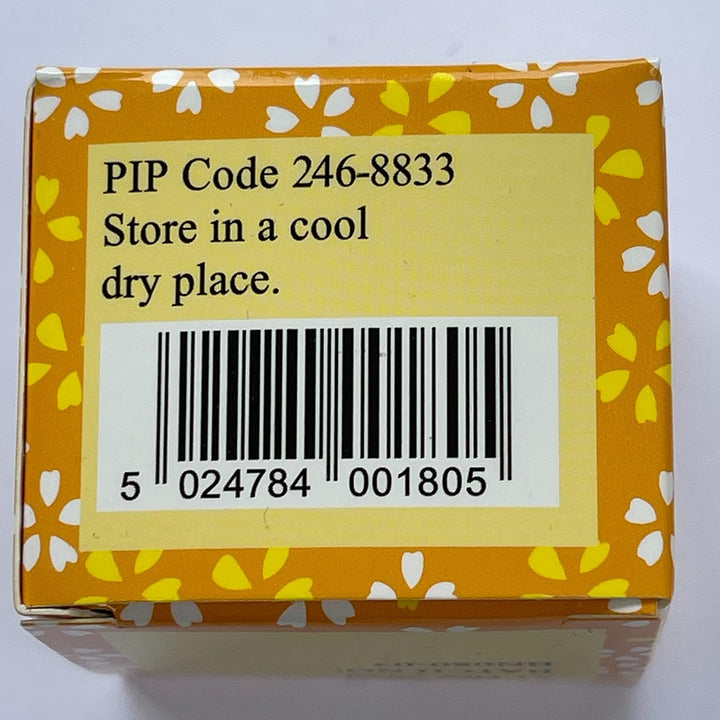 PIP Code 246-8833
Store in a cool
dry place.
5 024784 001805